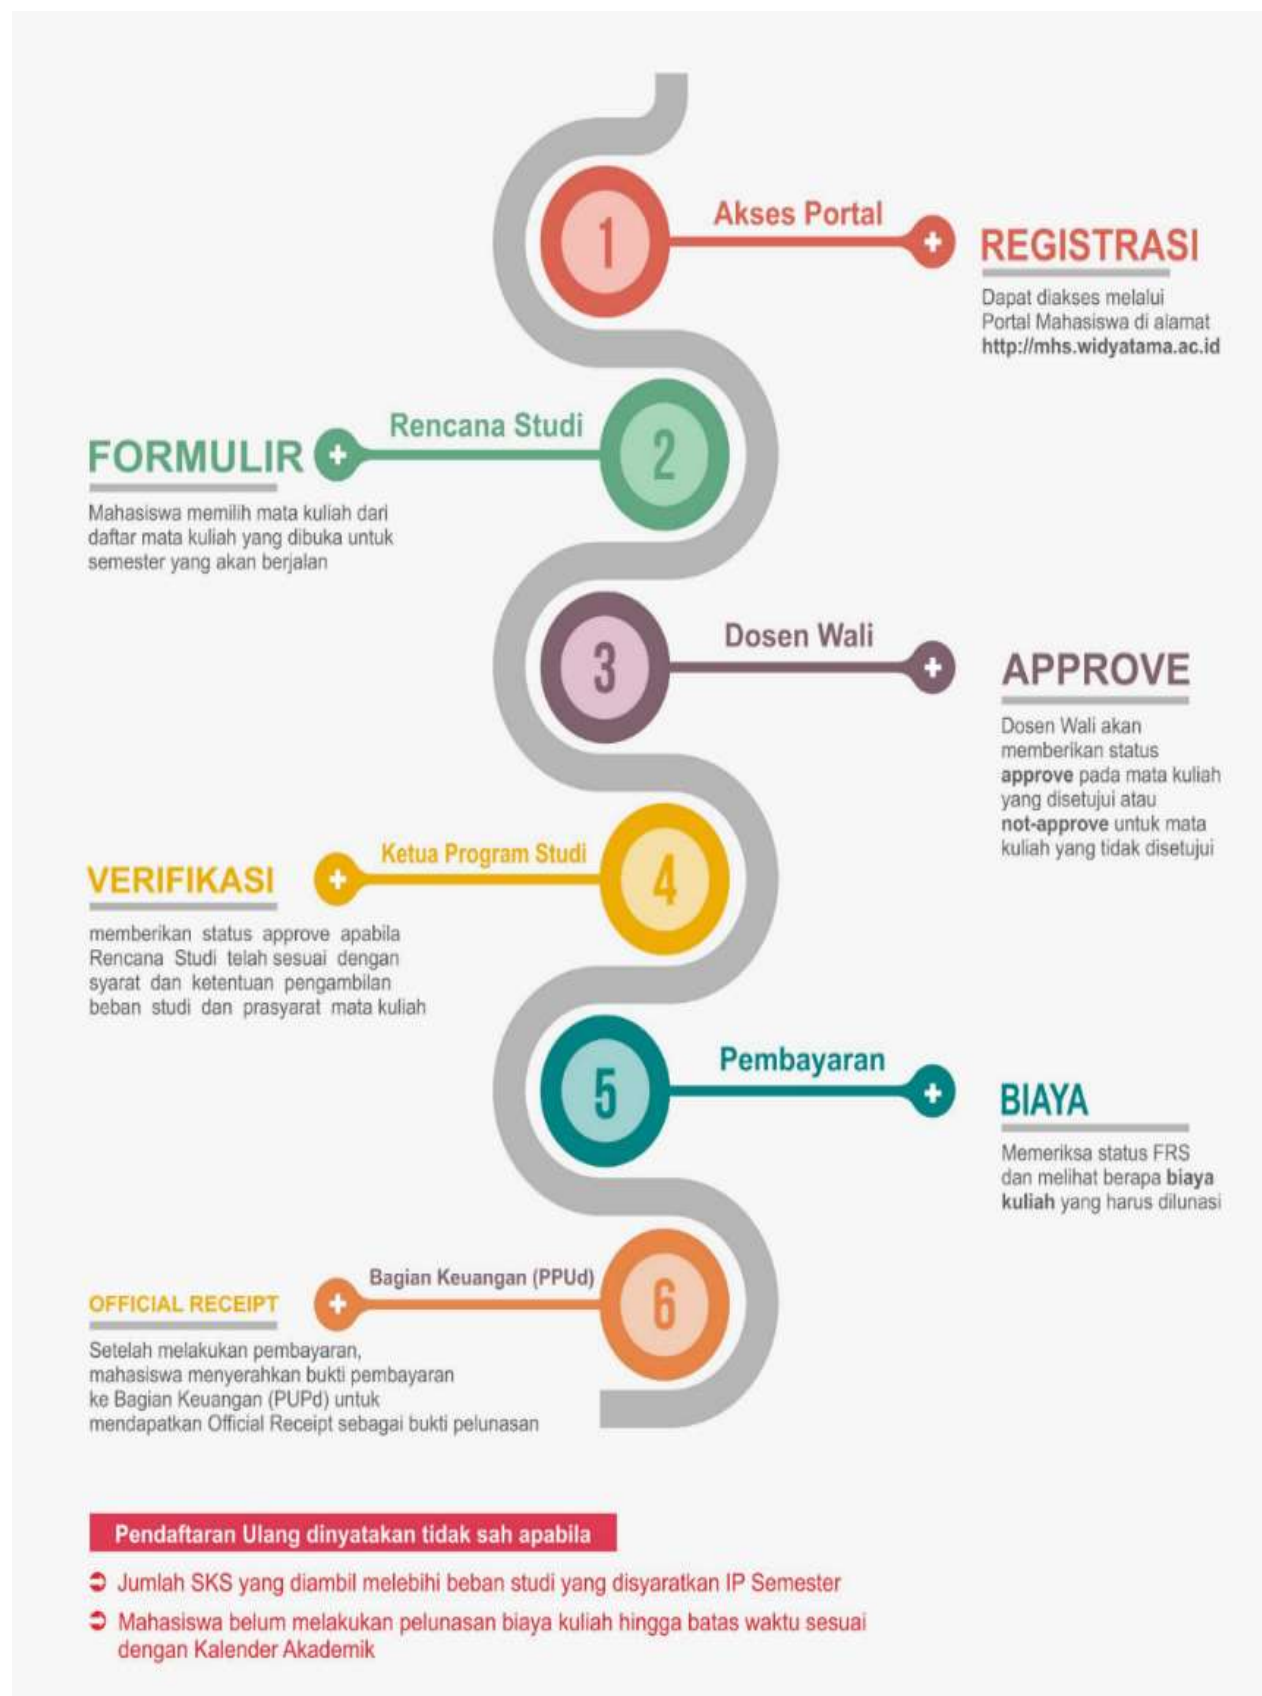 1
Akses Portal
REGISTRASI
Dapat diakses melalui
Portal Mahasiswa di alamat
http://mhs.widyatama.ac.id
2
Rencana Studi
FORMULIR
Mahasiswa memilih mata kuliah dari
daftar mata kuliah yang dibuka untuk
semester yang akan berjalan
3
Dosen Wali
APPROVE
Dosen Wali akan
memberikan status
approve pada mata kuliah
yang disetujui atau
not-approve untuk mata
kuliah yang tidak disetujui
4
Ketua Program Studi
VERIFIKASI
memberikan status approve apabila
Rencana Studi telah sesuai dengan
syarat dan ketentuan pengambilan
beban studi dan prasyarat mata kuliah
5
Pembayaran
BIAYA
Memeriksa status FRS
dan melihat berapa biaya
kuliah yang harus dilunasi
6
Bagian Keuangan (PPUd)
OFFICIAL RECEIPT
Setelah melakukan pembayaran,
mahasiswa menyerahkan bukti pembayaran
ke Bagian Keuangan (PUPd) untuk
mendapatkan Official Receipt sebagai bukti pelunasan
Pendaftaran Ulang dinyatakan tidak sah apabila
Jumlah SKS yang diambil melebihi beban studi yang disyaratkan IP Semester
Mahasiswa belum melakukan pelunasan biaya kuliah hingga batas waktu sesuai
dengan Kalender Akademik